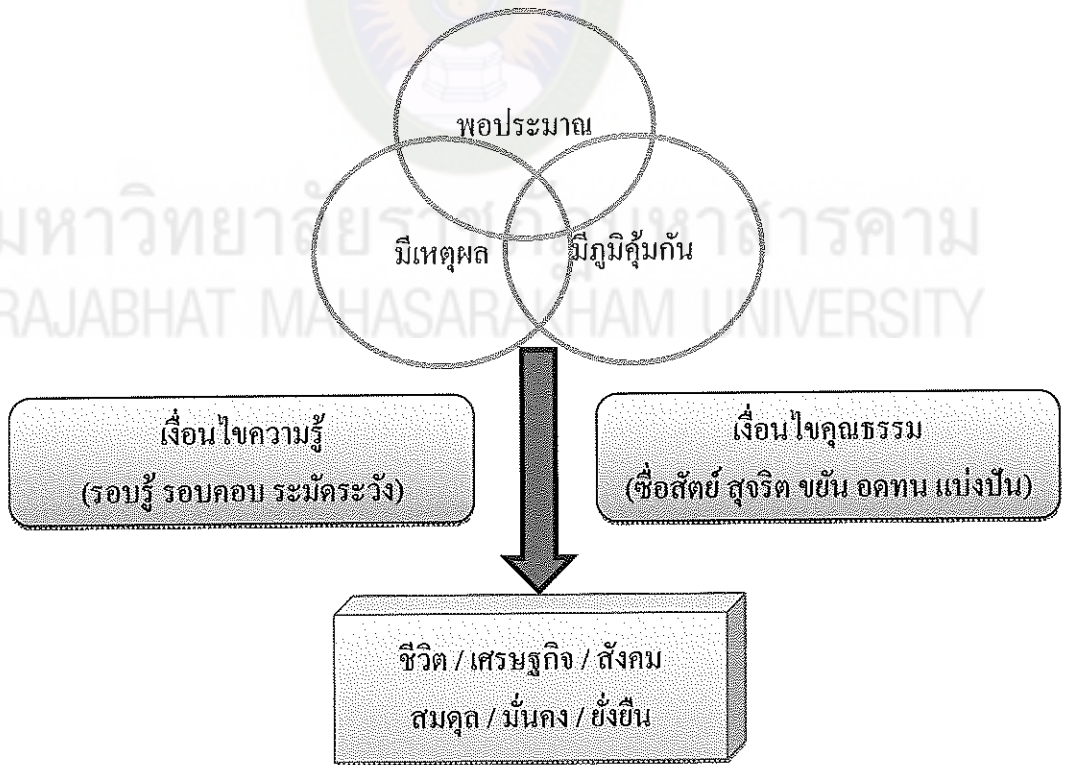 พอประมาณ
มีเหตุผล
มีภูมิคุ้มกัน
มหาวิทยาลัยราชภัฏมหาสารคาม
RAJABHAT MAHASARAKHAM UNIVERSITY
เงื่อนไขความรู้
(รอบรู้ รอบคอบ ระมัดระวัง)
เงื่อนไขคุณธรรม
(ซื่อสัตย์ สุจริต ขยัน อดทน แบ่งปัน)
ชีวิต / เศรษฐกิจ / สังคม
สมดุล / มั่นคง / ยั่งยืน